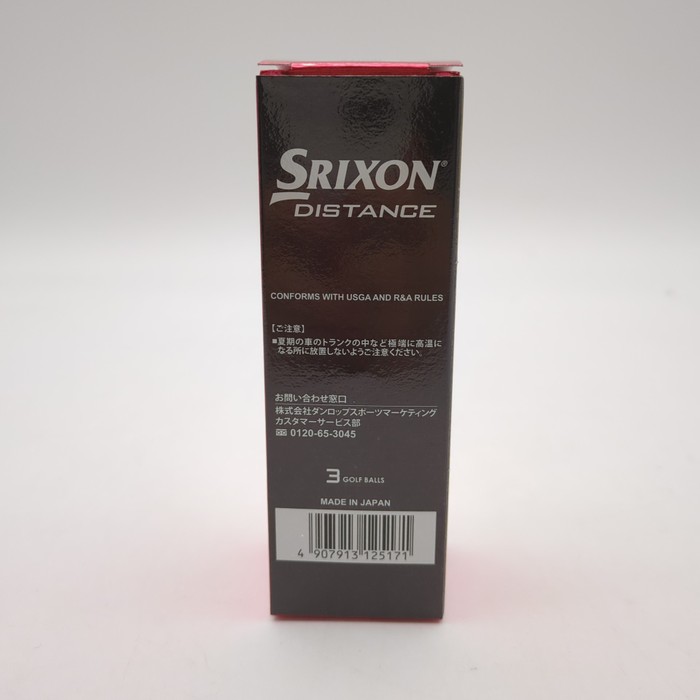 SRIXON®
DISTANCE
CONFORMS WITH USGA AND R&A RULES
【ご注意】
■夏期の車のトランクの中など極端に高温に
なる所に放置しないようご注意ください。
お問い合わせ窓口
株式会社ダンロップスポーツマーケティング
カスタマーサービス部
0120-65-3045
3 GOLF BALLS
MADE IN JAPAN
4 907913 125171